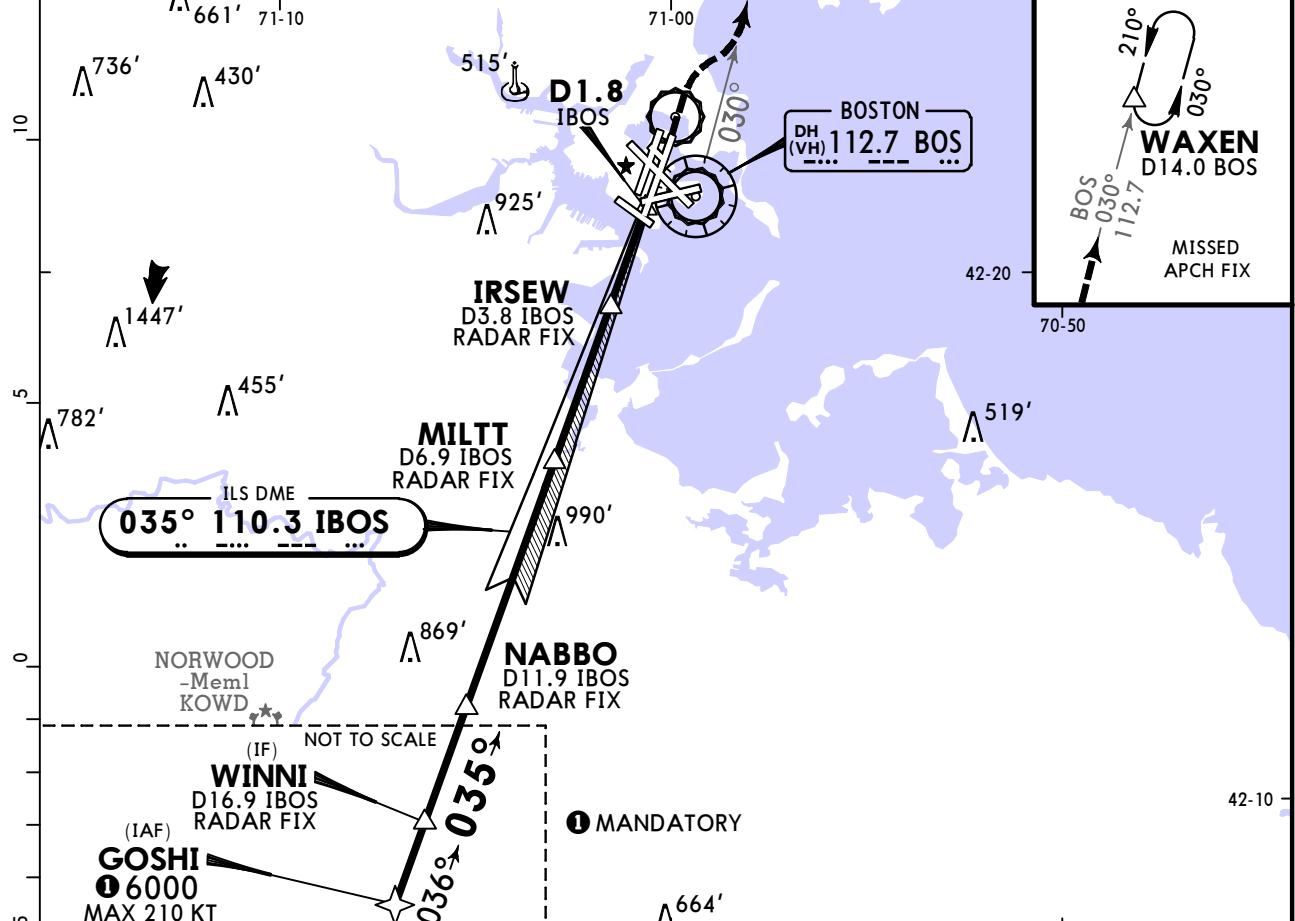 661′
71-10
71-00
736′
430′
515′
D1.8
IBOS
030°
BOSTON
DH
(VH) 112.7 BOS
210°
030°
WAXEN
D14.0 BOS
BOS
030°
112.7
MISSED
APCH FIX
10
925′
42-20
70-50
IRSEW
D3.8 IBOS
RADAR FIX
1447′
455′
5
782′
519′
MILTT
D6.9 IBOS
RADAR FIX
ILS DME
035° 110.3 IBOS
990′
869′
0
NABBO
D11.9 IBOS
RADAR FIX
NORWOOD
-Meml
KOWD
NOT TO SCALE
(IF)
WINNI
D16.9 IBOS
RADAR FIX
035°
42-10
1 MANDATORY
(IAF)
GOSHI
1 6000
MAX 210 KT
036°
664′
5